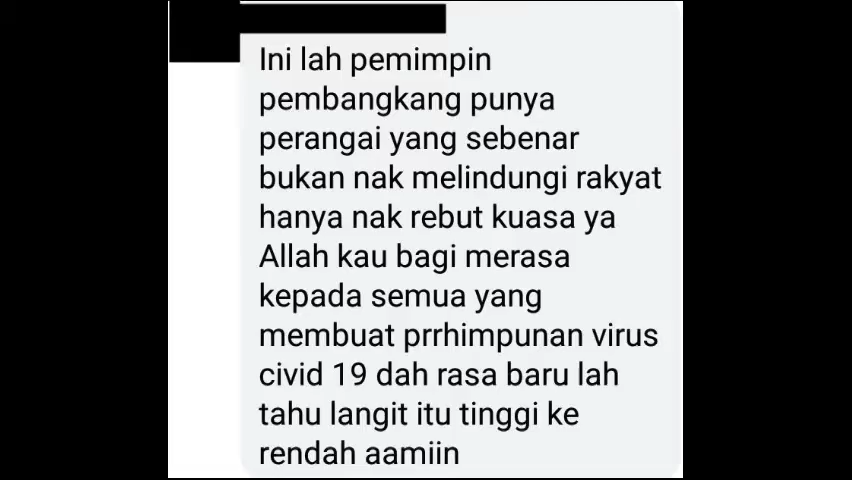 Ini lah pemimpin
pembangkang punya
perangai yang sebenar
bukan nak melindungi rakyat
hanya nak rebut kuasa ya
Allah kau bagi merasa
kepada semua yang
membuat prrhimpunan virus
civid 19 dah rasa baru lah
tahu langit itu tinggi ke
rendah aamiin